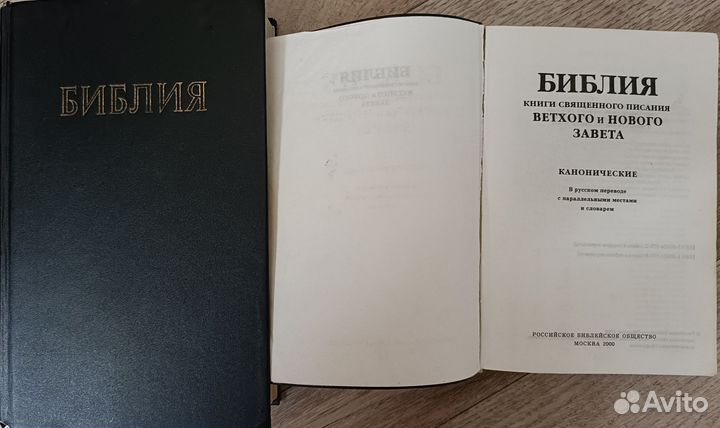 БИБЛИЯ
БИБЛИЯ
КНИГИ СВЯЩЕННОГО ПИСАНИЯ
ВЕТХОГО и НОВОГО
ЗАВЕТА
КАНОНИЧЕСКИЕ
В русском переводе
с параллельными местами
и словарем
РОССИЙСКОЕ БИБЛЕЙСКОЕ ОБЩЕСТВО
МОСКВА 2000
Avito